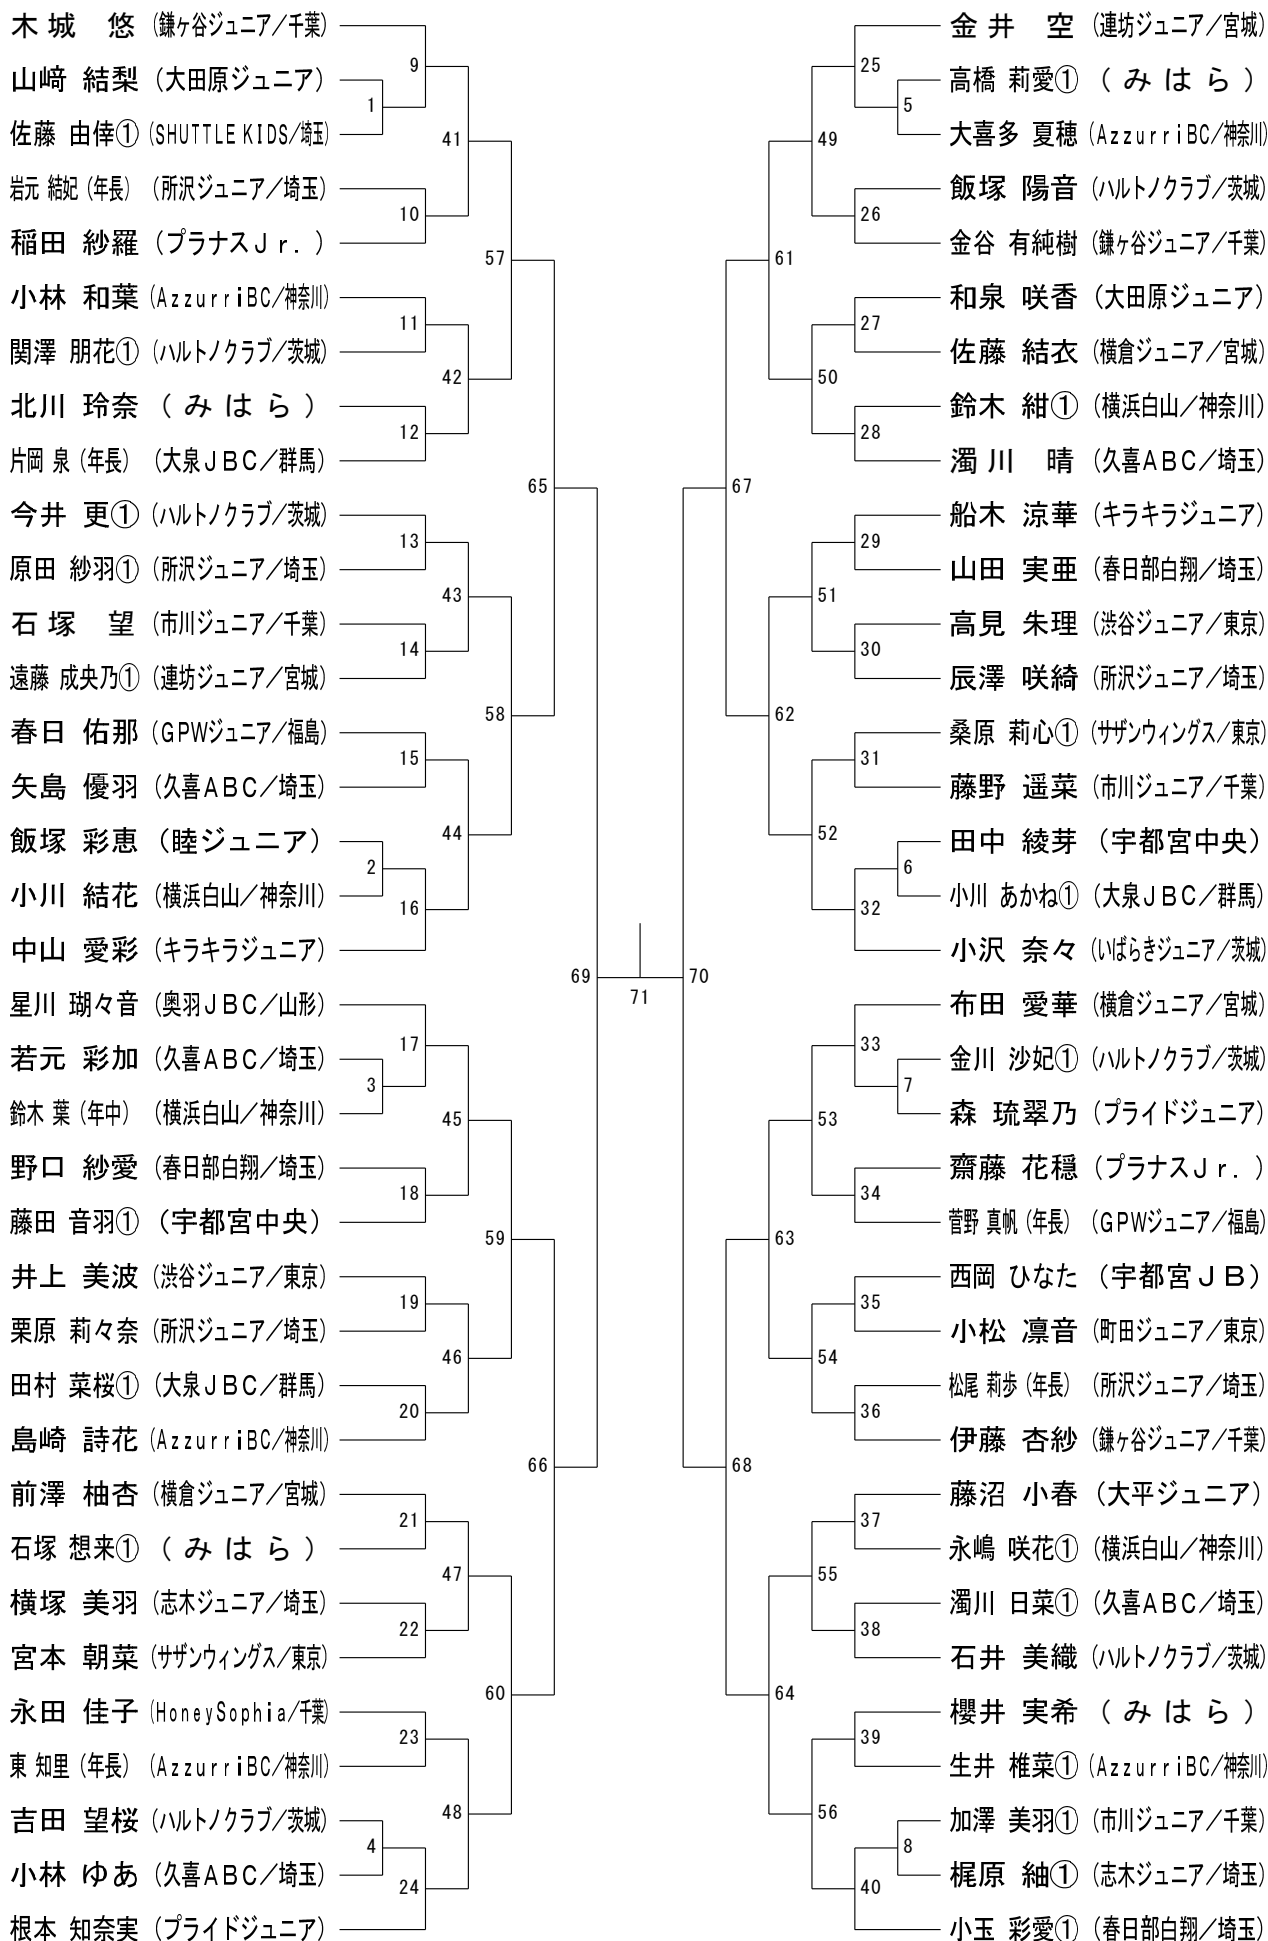 木城 悠 (鎌ヶ谷ジュニア/千葉)
山﨑 結梨 (大田原ジュニア)
佐藤 由倖① (SHUTTLE KIDS/埼玉)
岩元 結妃 (年長) (所沢ジュニア/埼玉)
稲田 紗羅 (プラナスJr.)
小林 和葉 (AzzurriBC/神奈川)
関澤 朋花① (ハルトノクラブ/茨城)
北川 玲奈 (みはら)
片岡 泉 (年長) (大泉JBC/群馬)
今井 更① (ハルトノクラブ/茨城)
原田 紗羽① (所沢ジュニア/埼玉)
石塚 望 (市川ジュニア/千葉)
遠藤 成央乃① (連坊ジュニア/宮城)
春日 佑那 (GPWジュニア/福島)
矢島 優羽 (久喜ABC/埼玉)
飯塚 彩恵 (睦ジュニア)
小川 結花 (横浜白山/神奈川)
中山 愛彩 (キラキラジュニア)
星川 瑚々音 (奥羽JBC/山形)
若元 彩加 (久喜ABC/埼玉)
鈴木 葉 (年中) (横浜白山/神奈川)
野口 紗愛 (春日部白翔/埼玉)
藤田 音羽① (宇都宮中央)
井上 美波 (渋谷ジュニア/東京)
栗原 莉々奈 (所沢ジュニア/埼玉)
田村 菜桜① (大泉JBC/群馬)
島崎 詩花 (AzzurriBC/神奈川)
前澤 柚杏 (横倉ジュニア/宮城)
石塚 想来① (みはら)
横塚 美羽 (志木ジュニア/埼玉)
宮本 朝菜 (サザンウィングス/東京)
永田 佳子 (HoneySophia/千葉)
東 知里 (年長) (AzzurriBC/神奈川)
吉田 望桜 (ハルトノクラブ/茨城)
小林 ゆあ (久喜ABC/埼玉)
根本 知奈実 (プライドジュニア)
1
2
3
4
9
10
11
12
13
14
15
16
17
18
19
20
21
22
23
24
41
42
43
44
45
46
47
48
57
58
59
60
65
66
69
71
70
67
68
61
62
63
64
49
50
51
52
53
54
55
56
25
26
27
28
29
30
31
32
33
34
35
36
37
38
39
40
5
6
7
8
金井 空 (連坊ジュニア/宮城)
高橋 莉愛① (みはら)
大喜多 夏穂 (AzzurriBC/神奈川)
飯塚 陽音 (ハルトノクラブ/茨城)
金谷 有純樹 (鎌ヶ谷ジュニア/千葉)
和泉 咲香 (大田原ジュニア)
佐藤 結衣 (横倉ジュニア/宮城)
鈴木 紺① (横浜白山/神奈川)
濁川 晴 (久喜ABC/埼玉)
船木 涼華 (キラキラジュニア)
山田 実亜 (春日部白翔/埼玉)
高見 朱理 (渋谷ジュニア/東京)
辰澤 咲綺 (所沢ジュニア/埼玉)
桑原 莉心① (サザンウィングス/東京)
藤野 遥菜 (市川ジュニア/千葉)
田中 綾芽 (宇都宮中央)
小川 あかね① (大泉JBC/群馬)
小沢 奈々 (いばらきジュニア/茨城)
布田 愛華 (横倉ジュニア/宮城)
金川 沙妃① (ハルトノクラブ/茨城)
森 琉翠乃 (プライドジュニア)
齋藤 花穏 (プラナスJr.)
菅野 真帆 (年長) (GPWジュニア/福島)
西岡 ひなた (宇都宮JB)
小松 凛音 (町田ジュニア/東京)
松尾 莉歩 (年長) (所沢ジュニア/埼玉)
伊藤 杏紗 (鎌ヶ谷ジュニア/千葉)
藤沼 小春 (大平ジュニア)
永嶋 咲花① (横浜白山/神奈川)
濁川 日菜① (久喜ABC/埼玉)
石井 美織 (ハルトノクラブ/茨城)
櫻井 実希 (みはら)
生井 椎菜① (AzzurriBC/神奈川)
加澤 美羽① (市川ジュニア/千葉)
梶原 紬① (志木ジュニア/埼玉)
小玉 彩愛① (春日部白翔/埼玉)